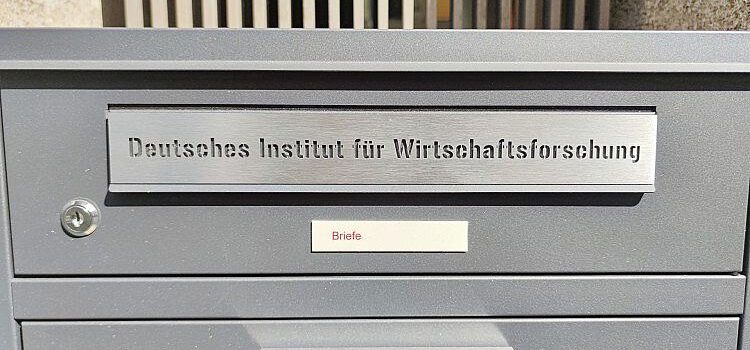 Deutsches Institut für Wirtschaftsforschung
Briefe